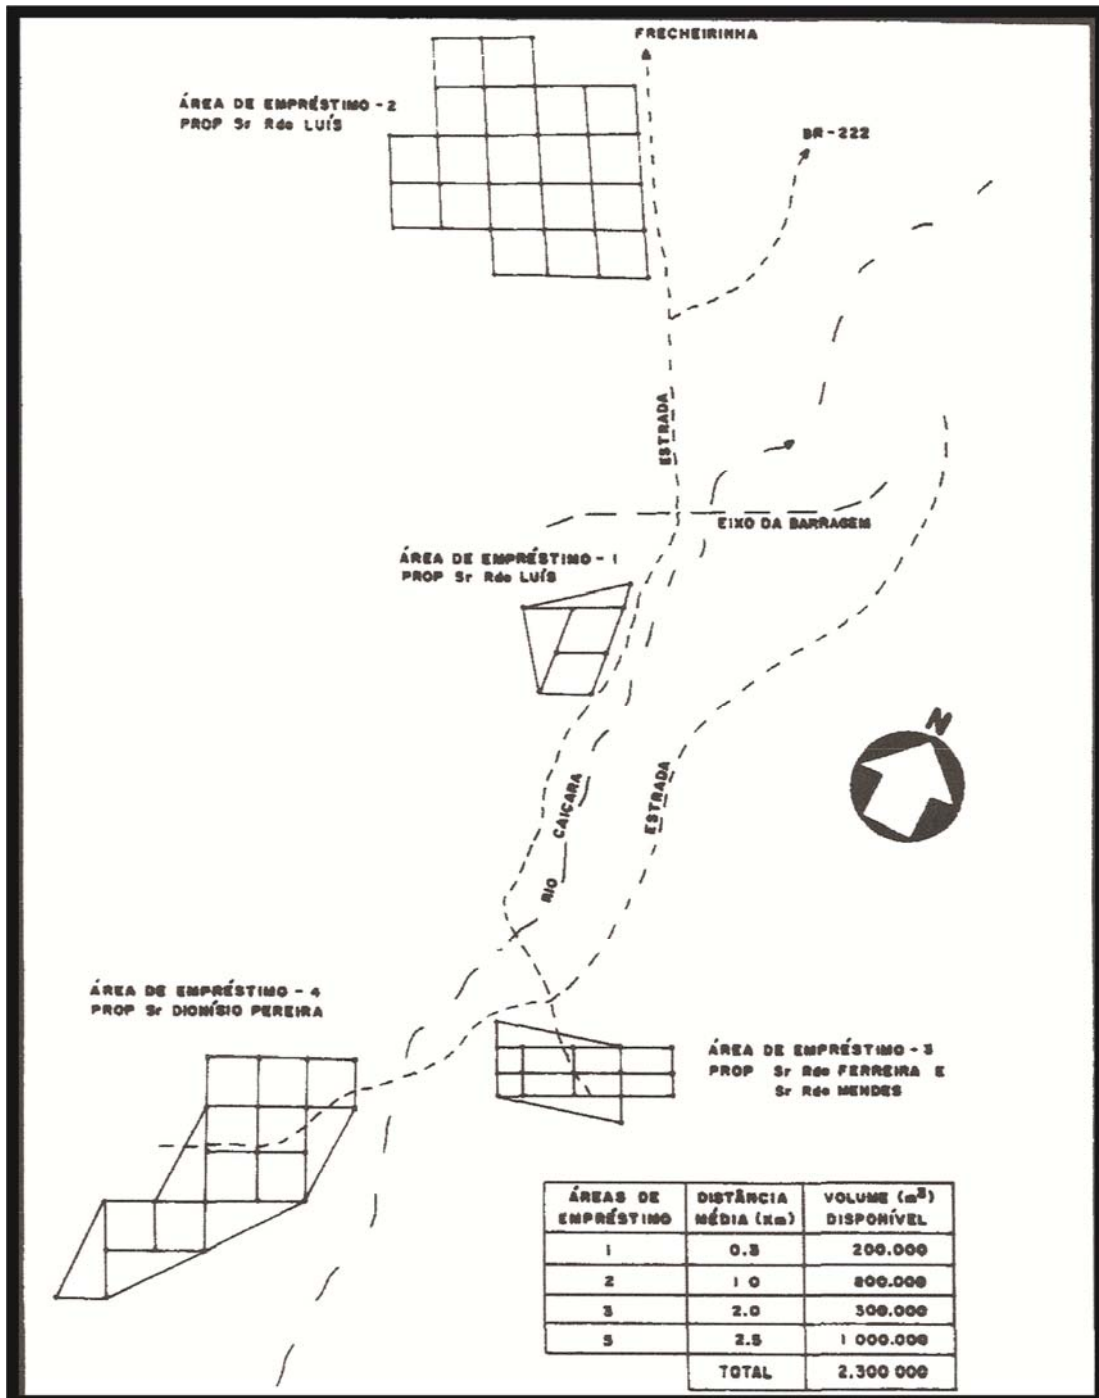 FRECHEIRINHA
ÁREA DE EMPRÉSTIMO - 2
PROP Sr Rdo LUÍS
BR-222
ESTRADA
EIXO DA BARRAGEM
ÁREA DE EMPRÉSTIMO - 1
PROP Sr Rdo LUÍS
N
RIO CAIÇARA
ESTRADA
ÁREA DE EMPRÉSTIMO - 4
PROP Sr DIONÍSIO PEREIRA
ÁREA DE EMPRÉSTIMO - 3
PROP Sr Rdo FERREIRA E
Sr Rdo MENDES
ÁREAS DE EMPRÉSTIMO DISTÂNCIA MÉDIA (Km) VOLUME (m³) DISPONÍVEL
1 0.3 200.000
2 1 0 800.000
3 2.0 300.000
5 2.5 1 000.000
TOTAL 2.300 000